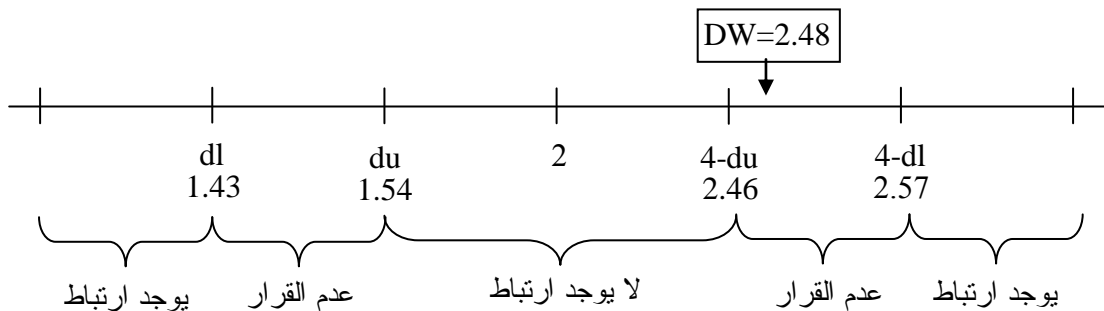 DW=2.48
dl du 2 4-du 4-dl
1.43 1.54 2.46 2.57
يوجد ارتباط عدم القرار لا يوجد ارتباط عدم القرار يوجد ارتباط